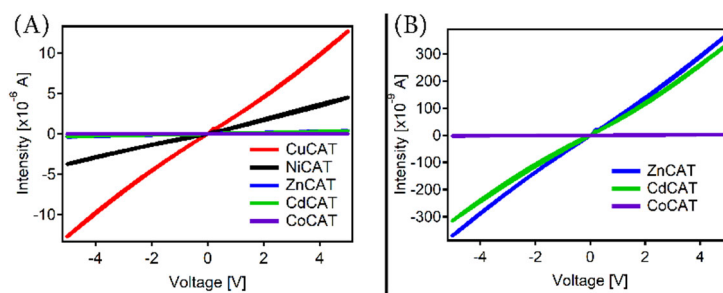 (A)
Intensity [x10⁻⁶ A]
10
5
0
-5
-10
-4 -2 0 2 4
Voltage [V]
CuCAT
NiCAT
ZnCAT
CdCAT
CoCAT
(B)
Intensity [x10⁻⁹ A]
300
200
100
0
-100
-200
-300
-4 -2 0 2 4
Voltage [V]
ZnCAT
CdCAT
CoCAT